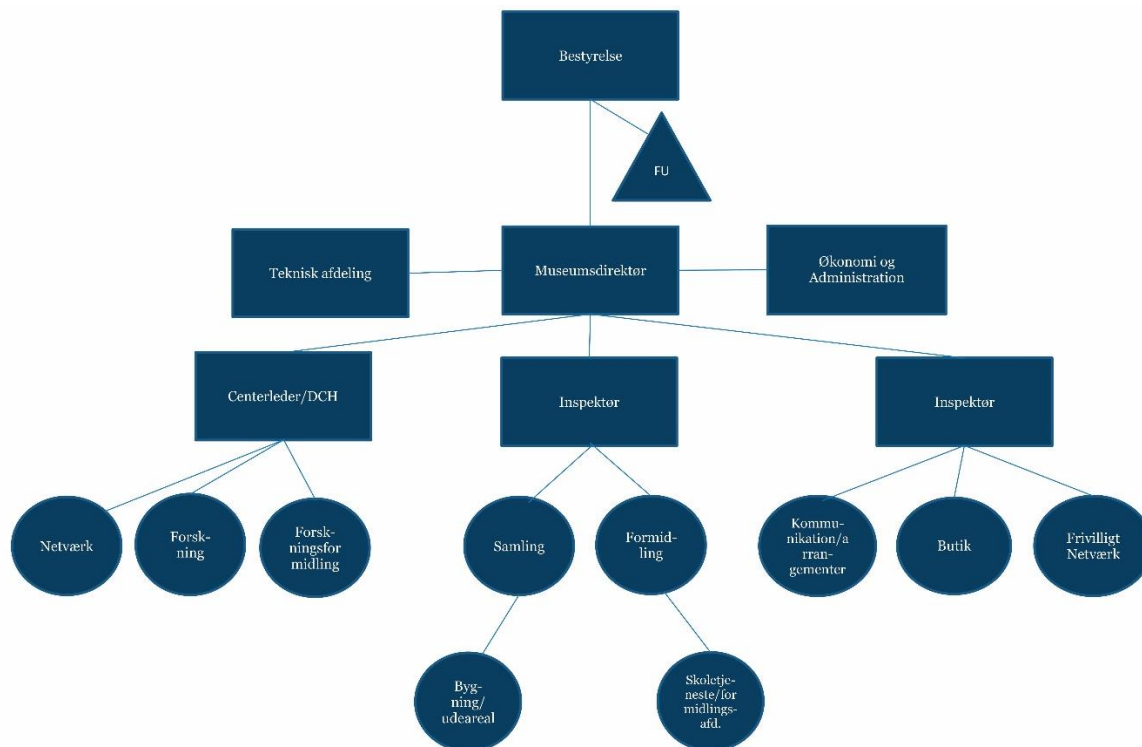 Bestyrelse
FU
Teknisk afdeling
Museumsdirektør
Økonomi og
Administration
Centerleder/DCH
Inspektør
Inspektør
Netværk
Forsk-
ning
Forsk-
ningsfor
midling
Samling
Formid-
ling
Kommu-
nikation/a
rran-
gementer
Butik
Frivilligt
Netværk
Byg-
ning/
udeareal
Skoletje-
neste/for
midlings-
afd.